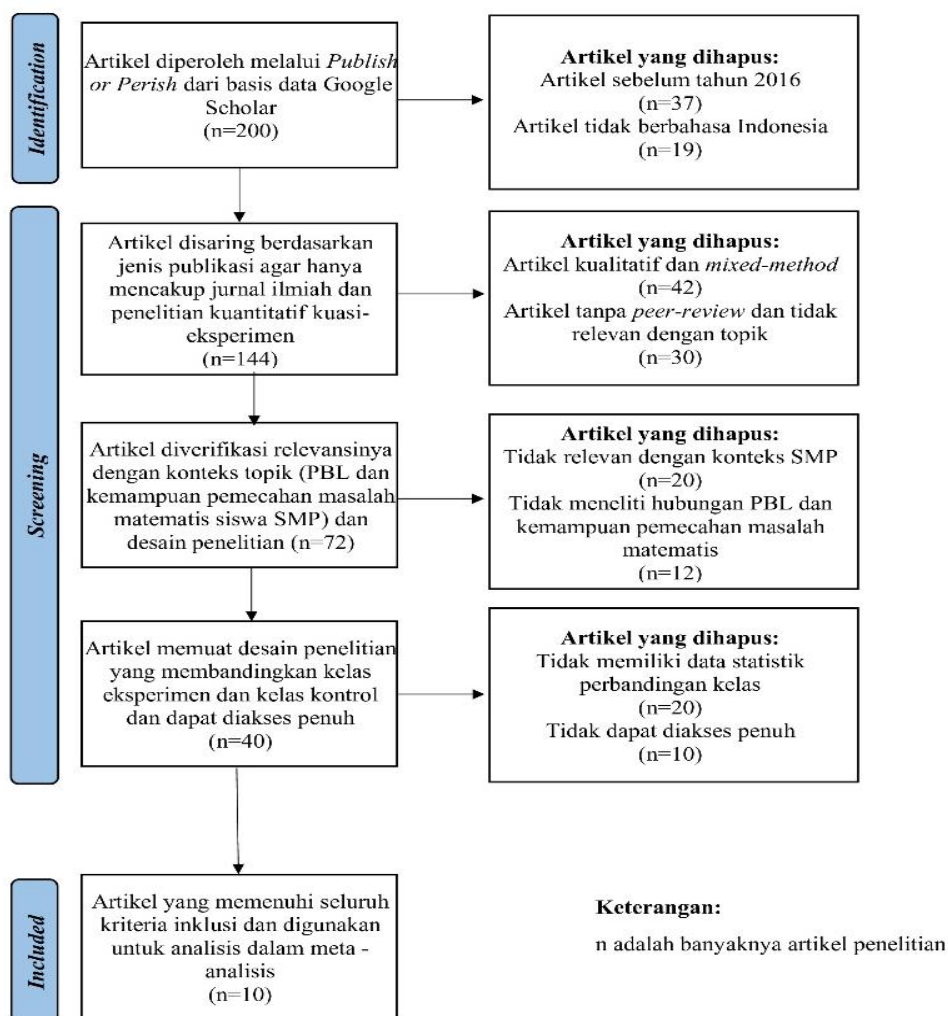 Identification
Artikel diperoleh melalui Publish
or Perish dari basis data Google
Scholar
(n=200)
Artikel yang dihapus:
Artikel sebelum tahun 2016
(n=37)
Artikel tidak berbahasa Indonesia
(n=19)
Screening
Artikel disaring berdasarkan
jenis publikasi agar hanya
mencakup jurnal ilmiah dan
penelitian kuantitatif kuasi-
eksperimen
(n=144)
Artikel yang dihapus:
Artikel kualitatif dan mixed-method
(n=42)
Artikel tanpa peer-review dan tidak
relevan dengan topik
(n=30)
Artikel diverifikasi relevansinya
dengan konteks topik (PBL dan
kemampuan pemecahan masalah
matematis siswa SMP) dan
desain penelitian (n=72)
Artikel yang dihapus:
Tidak relevan dengan konteks SMP
(n=20)
Tidak meneliti hubungan PBL dan
kemampuan pemecahan masalah
matematis
(n=12)
Artikel memuat desain penelitian
yang membandingkan kelas
eksperimen dan kelas kontrol
dan dapat diakses penuh
(n=40)
Artikel yang dihapus:
Tidak memiliki data statistik
perbandingan kelas
(n=20)
Tidak dapat diakses penuh
(n=10)
Included
Artikel yang memenuhi seluruh
kriteria inklusi dan digunakan
untuk analisis dalam meta -
analisis
(n=10)
Keterangan:
n adalah banyaknya artikel penelitian